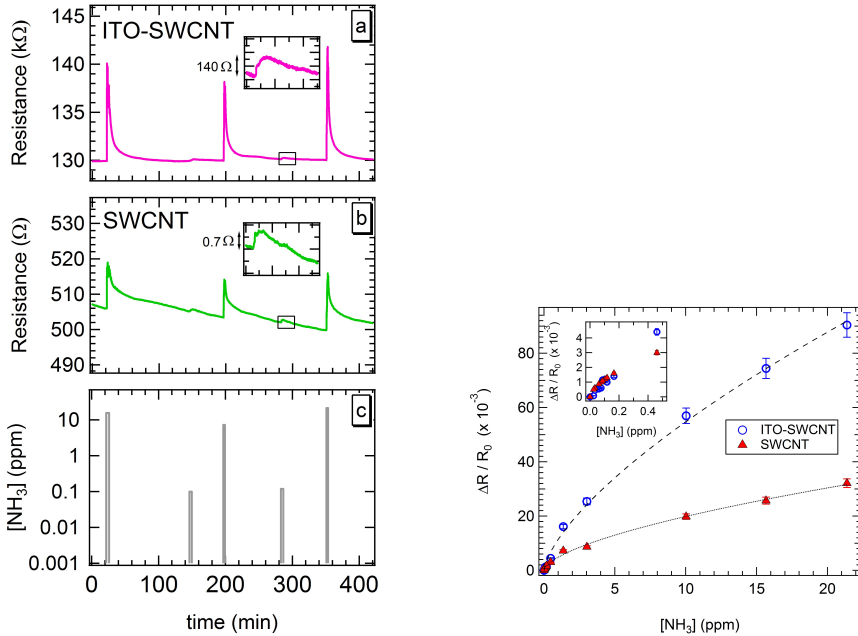 ITO-SWCNT
a
Resistance (kΩ)
145
140
135
130
140 Ω
SWCNT
b
Resistance (Ω)
530
520
510
500
490
0.7 Ω
c
[NH3] (ppm)
10
1
0.1
0.01
0.001
0
100
200
300
400
time (min)
ΔR / R0 (x 10-3)
80
60
40
20
0
0
5
10
15
20
[NH3] (ppm)
ΔR / R0 (x 10-3)
5
4
3
2
1
0
0.0
0.2
0.4
[NH3] (ppm)
ITO-SWCNT
SWCNT